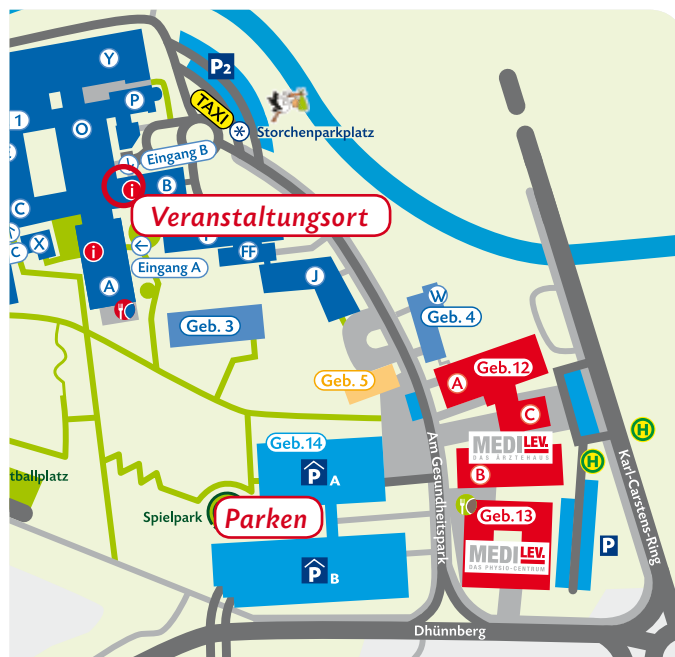 Y
P2
P
TAXI
1
O
Storchenparkplatz
Eingang B
i
B
C
Veranstaltungsort
X
C
i
FF
Eingang A
J
A
W
Geb. 3
Geb. 4
Geb. 12
Geb. 5
A
C
H
Geb.14
MEDILEV.
DAS ÄRZTEHAUS
Am Gesundheitspark
Karl-Carstens-Ring
H
P A
B
tballplatz
Spielpark
Parken
Geb.13
P
MEDILEV.
DAS PHYSIO-CENTRUM
P B
Dhünnberg